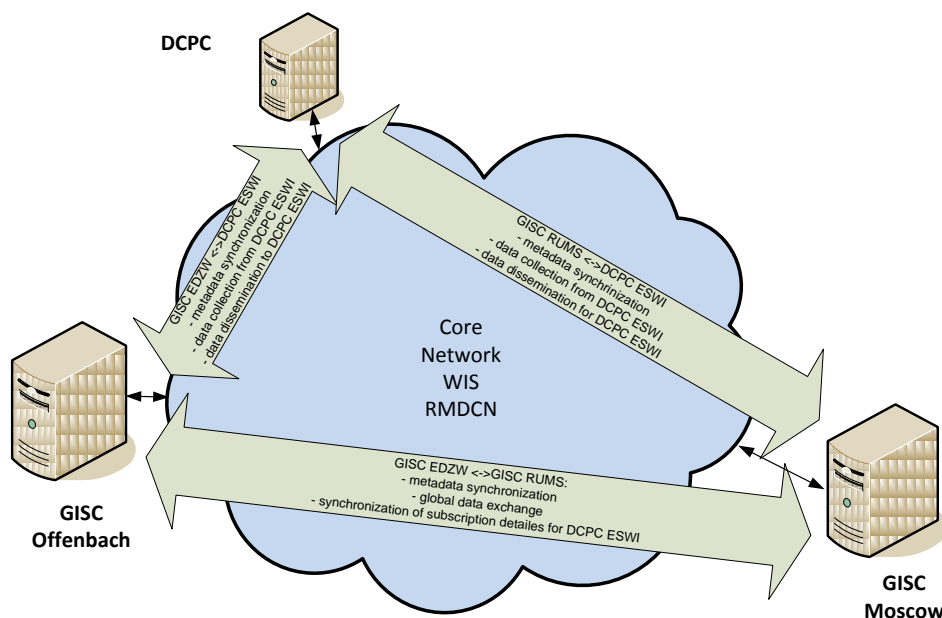 DCPC
GISC EDZW <->DCPC ESWI
- metadata synchronization
- data collection from DCPC ESWI
- data dissemination to DCPC ESWI
GISC RUMS <->DCPC ESWI
- metadata synchrinization
- data collection from DCPC ESWI
- data dissemination for DCPC ESWI
Core
Network
WIS
RMDCN
GISC EDZW <->GISC RUMS:
- metadata synchronization
- global data exchange
- synchronization of subscription detailes for DCPC ESWI
GISC
Offenbach
GISC
Moscow